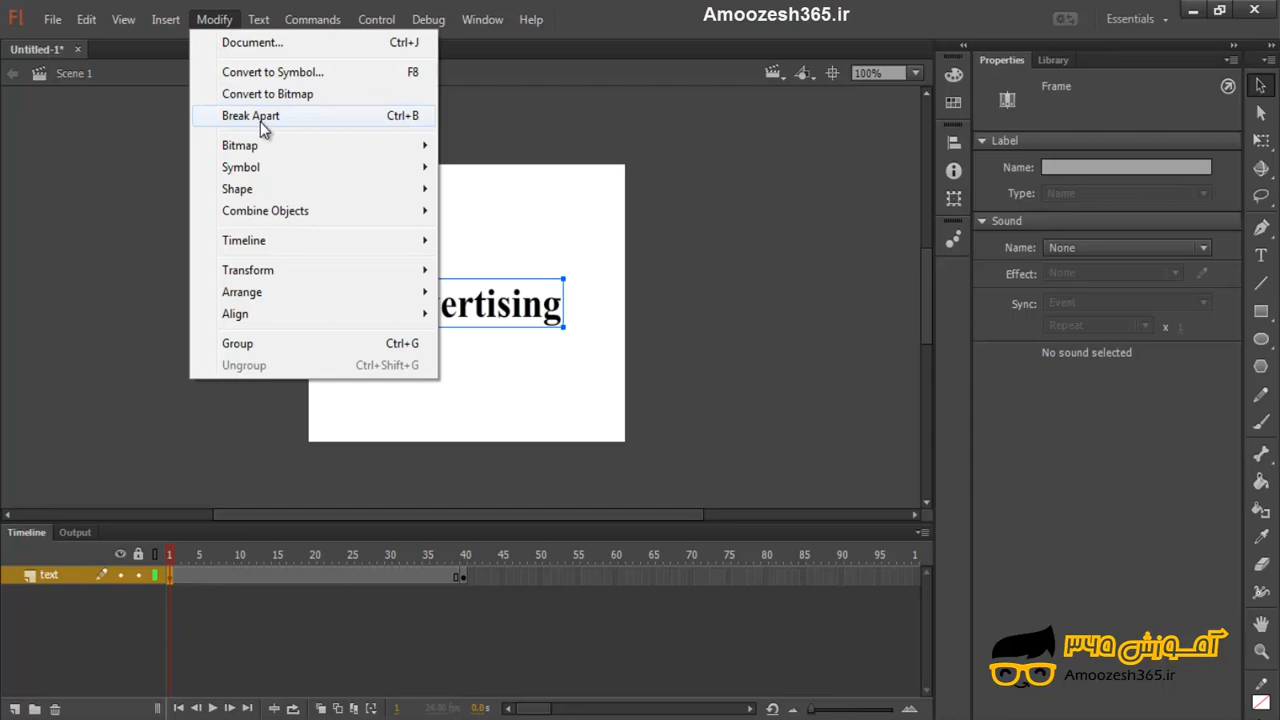 Fl File Edit View Insert Modify Text Commands Control Debug Window Help Amoozesh365.ir Essentials
Untitled-1*
Scene 1 100%
Document... Ctrl+J
Convert to Symbol... F8
Convert to Bitmap
Break Apart Ctrl+B
Bitmap
Symbol
Shape
Combine Objects
Timeline
Transform
Arrange
Align
Group Ctrl+G
Ungroup Ctrl+Shift+G
vertising
Properties Library
Frame
Label
Name:
Type: Name
Sound
Name: None
Effect: None
Sync: Event
Repeat x 1
No sound selected
Timeline Output
1 5 10 15 20 25 30 35 40 45 50 55 60 65 70 75 80 85 90 95 1
text
1 24.00 fps 0.0s
آموزش ۳۶۵
Amoozesh365.ir